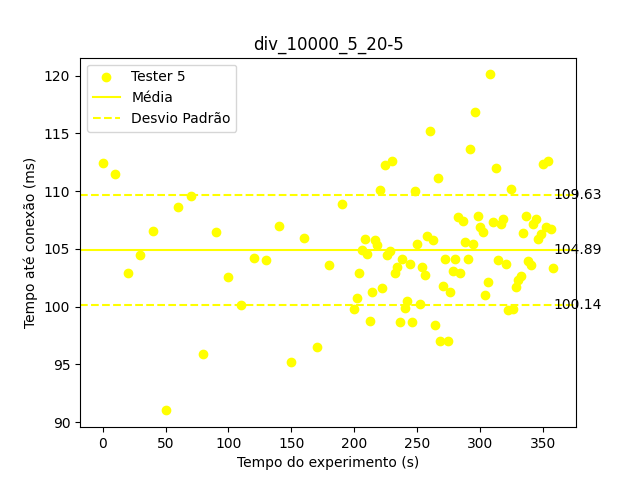 div_10000_5_20-5
Tester 5
Média
Desvio Padrão
Tempo até conexão (ms)
120
115
110
105
100
95
90
109.63
104.89
100.14
0 50 100 150 200 250 300 350
Tempo do experimento (s)